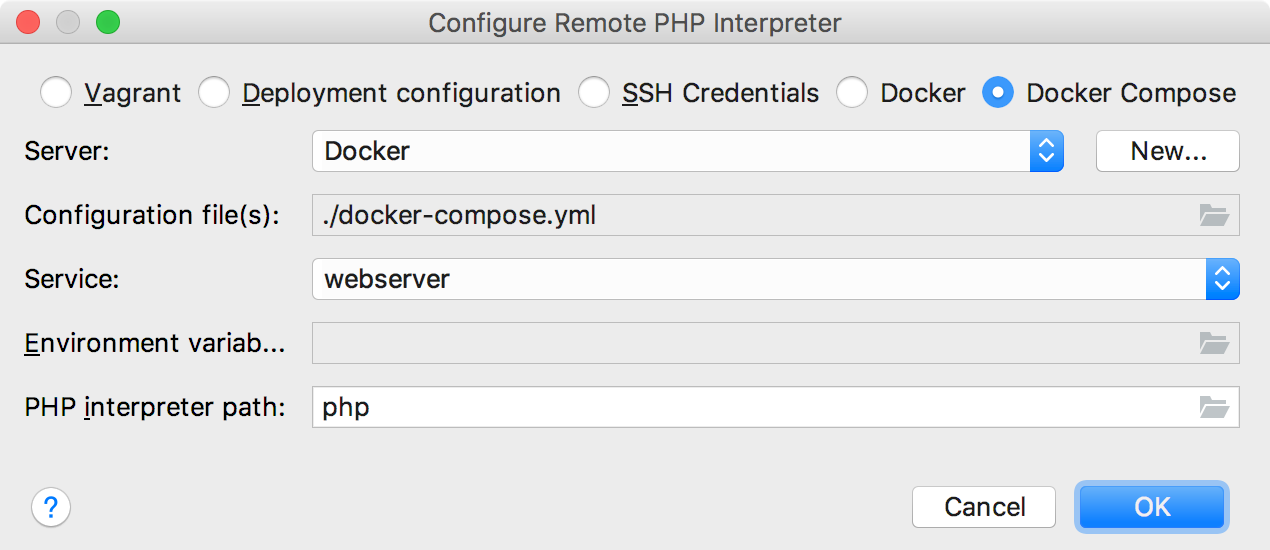 Configure Remote PHP Interpreter
Vagrant Deployment configuration SSH Credentials Docker Docker Compose
Server: Docker New...
Configuration file(s): ./docker-compose.yml
Service: webserver
Environment variab...
PHP interpreter path: php
? Cancel OK